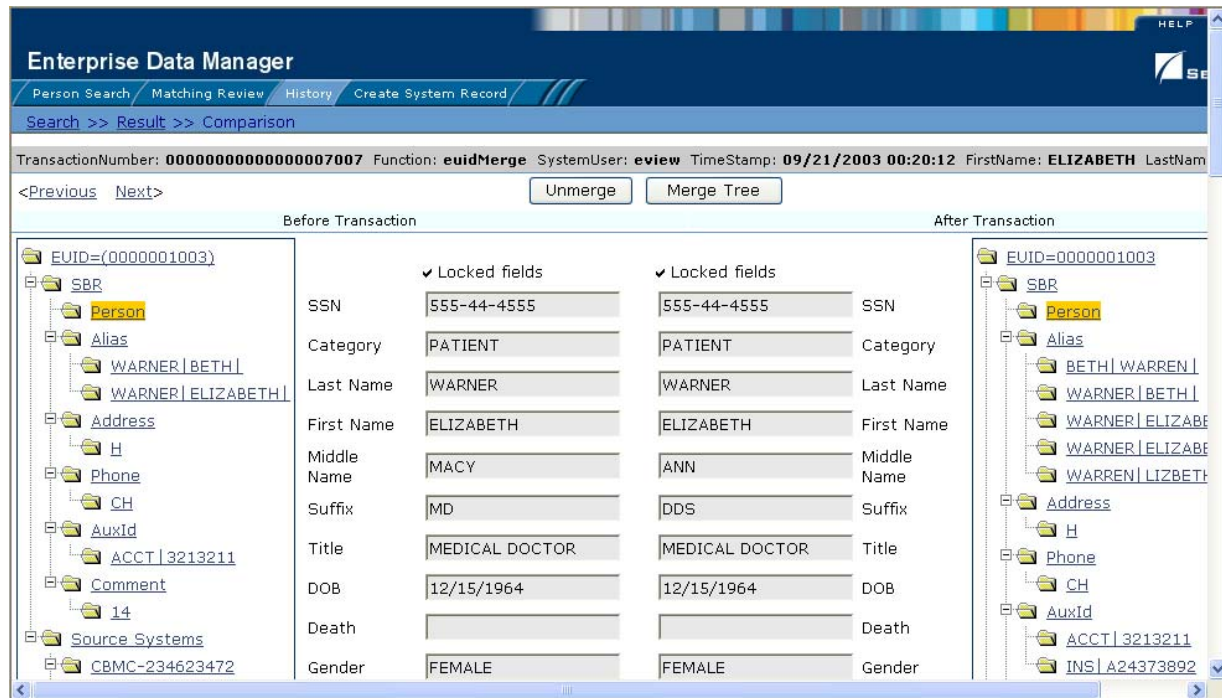 HELP
Enterprise Data Manager
SE
Person Search Matching Review History Create System Record
Search >> Result >> Comparison
TransactionNumber: 00000000000000007007 Function: euidMerge SystemUser: eview TimeStamp: 09/21/2003 00:20:12 FirstName: ELIZABETH LastNam
<Previous Next> Unmerge Merge Tree
Before Transaction After Transaction
EUID=(0000001003)
SBR
Person
Alias
WARNER|BETH|
WARNER|ELIZABETH|
Address
H
Phone
CH
AuxId
ACCT|3213211
Comment
14
Source Systems
CBMC-234623472
✔ Locked fields ✔ Locked fields
SSN 555-44-4555 555-44-4555 SSN
Category PATIENT PATIENT Category
Last Name WARNER WARNER Last Name
First Name ELIZABETH ELIZABETH First Name
Middle Name MACY ANN Middle Name
Suffix MD DDS Suffix
Title MEDICAL DOCTOR MEDICAL DOCTOR Title
DOB 12/15/1964 12/15/1964 DOB
Death Death
Gender FEMALE FEMALE Gender
EUID=0000001003
SBR
Person
Alias
BETH|WARREN|
WARNER|BETH|
WARNER|ELIZABE
WARNER|ELIZABE
WARREN|LIZBETH
Address
H
Phone
CH
AuxId
ACCT|3213211
INS|A24373892